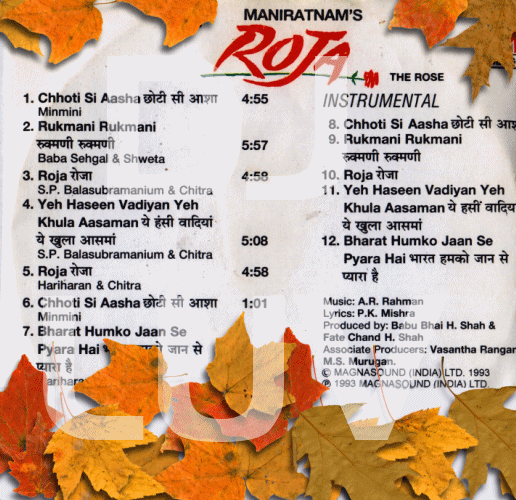 MANIRATNAM'S
ROJA
THE ROSE
1. Chhoti Si Aasha छोटी सी आशा 4:55
Minmini
2. Rukmani Rukmani
रुक्मणी रुक्मणी 5:57
Baba Sehgal & Shweta
3. Roja रोजा 4:58
S.P. Balasubramanium & Chitra
4. Yeh Haseen Vadiyan Yeh
Khula Aasaman ये हंसी वादियां
ये खुला आसमां 5:08
S.P. Balasubramanium & Chitra
5. Roja रोजा 4:58
Hariharan & Chitra
6. Chhoti Si Aasha छोटी सी आशा 1:01
Minmini
7. Bharat Humko Jaan Se
Pyara Hai हमको जान से
प्यारा है
INSTRUMENTAL
8. Chhoti Si Aasha छोटी सी
9. Rukmani Rukmani
रुक्मणी रुक्मणी
10. Roja रोजा
11. Yeh Haseen Vadiyan Yeh
Khula Aasaman ये हसीं
ये खुला आसमां
12. Bharat Humko Jaan Se
Pyara Hai भारत हमको जान से
प्यारा है
Music: A.R. Rahman
Lyrics: P.K. Mishra
Produced by: Babu Bhai H. Shah &
Fate Chand H. Shah
Associate Producers: Vasantha Rangan
M.S. Murugan.
© MAGNASOUND (INDIA) LTD. 1993
℗ 1993 MAGNASOUND (INDIA) LTD.